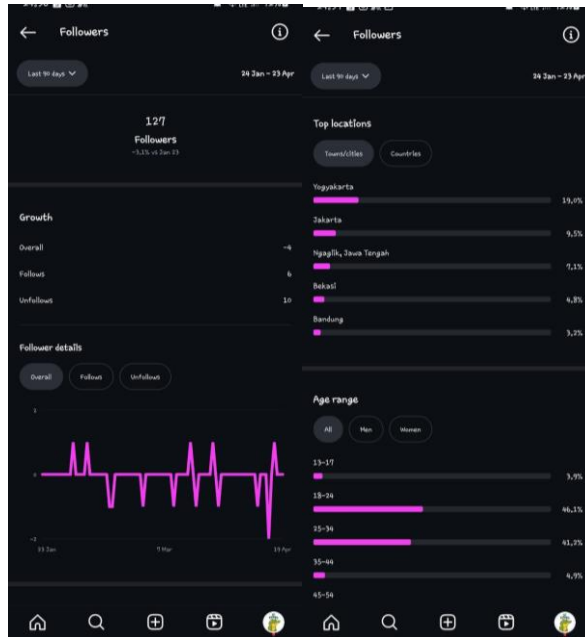 Followers
Last 90 days
24 Jan – 23 Apr
127
Followers
-3,1% vs Jan 23
Growth
Overall
-4
Follows
6
Unfollows
10
Follower details
Overall
Follows
Unfollows
2
0
-2
23 Jan
7 Mar
19 Apr
Followers
Last 90 days
24 Jan – 23 Apr
Top locations
Towns/cities
Countries
Yogyakarta
19,0%
Jakarta
9,5%
Ngaglik, Jawa Tengah
7,1%
Bekasi
4,8%
Bandung
3,2%
Age range
All
Men
Women
13-17
3,9%
18-24
46,1%
25-34
41,2%
35-44
4,9%
45-54